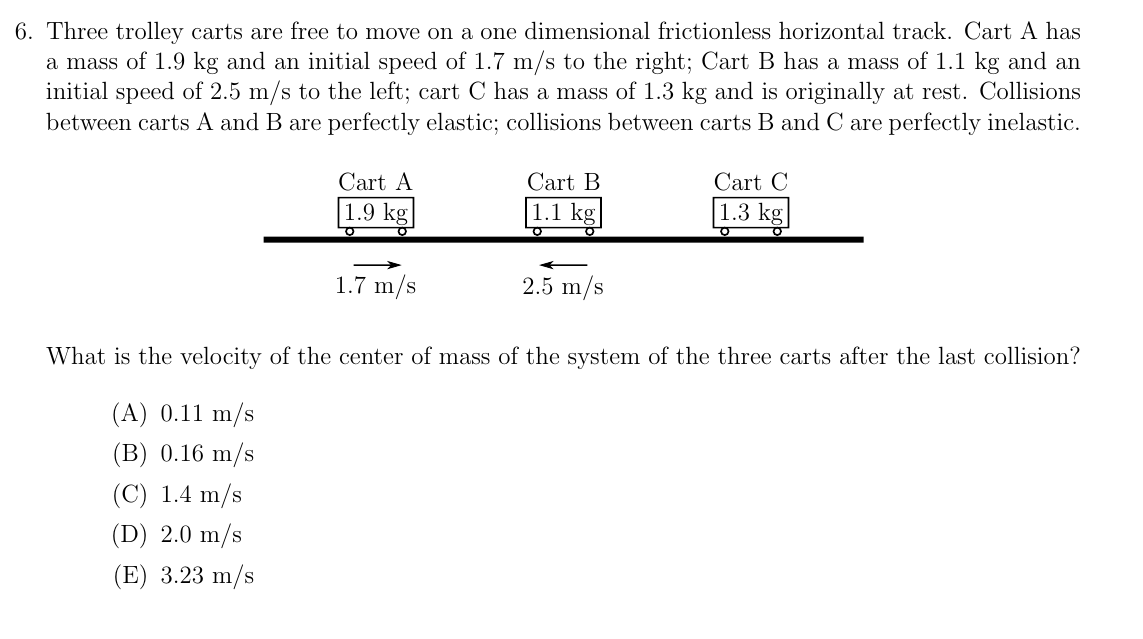 6. Three trolley carts are free to move on a one dimensional frictionless horizontal track. Cart A has
a mass of 1.9 kg and an initial speed of 1.7 m/s to the right; Cart B has a mass of 1.1 kg and an
initial speed of 2.5 m/s to the left; cart C has a mass of 1.3 kg and is originally at rest. Collisions
between carts A and B are perfectly elastic; collisions between carts B and C are perfectly inelastic.
Cart A Cart B Cart C
1.9 kg 1.1 kg 1.3 kg
1.7 m/s 2.5 m/s
What is the velocity of the center of mass of the system of the three carts after the last collision?
(A) 0.11 m/s
(B) 0.16 m/s
(C) 1.4 m/s
(D) 2.0 m/s
(E) 3.23 m/s